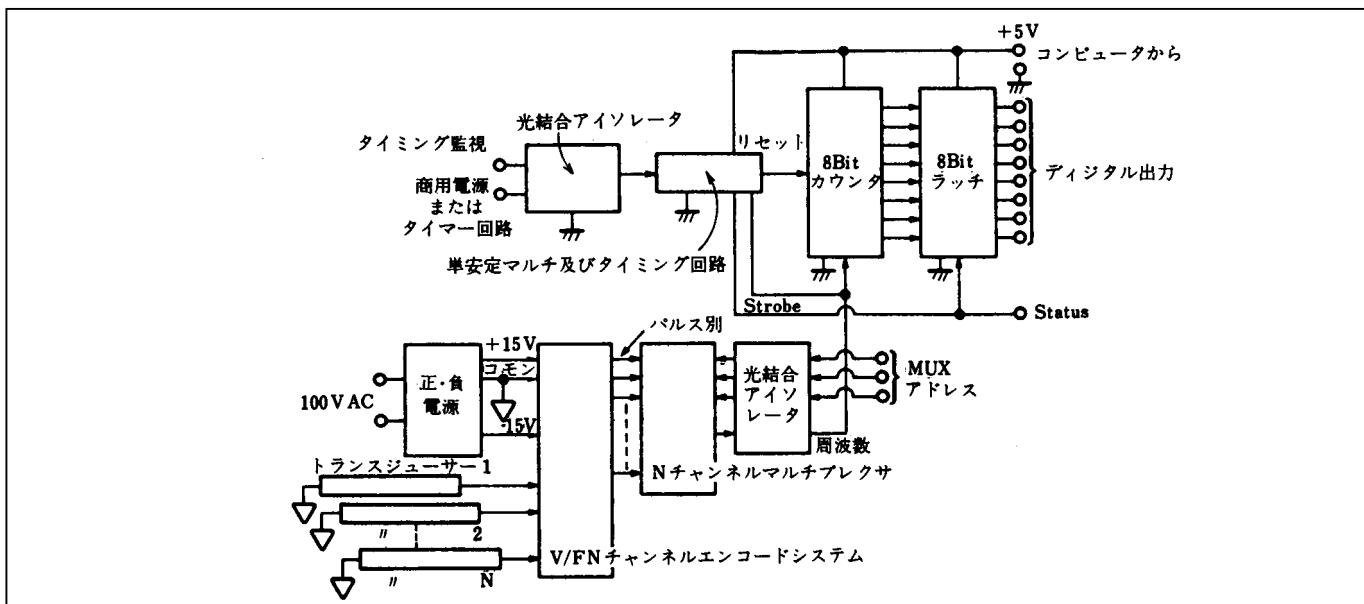 +5V
コンピュータから
光結合アイソレータ
タイミング監視
リセット
商用電源
または
タイマー回路
8Bit
カウンタ
8Bit
ラッチ
ディジタル出力
単安定マルチ及びタイミング回路
Strobe
Status
パルス別
+15V
コモン
正・負
電源
100V AC
-15V
光結合
アイソ
レータ
MUX
アドレス
周波数
トランスジューサー1
Nチャンネルマルチプレクサ
〃 2
〃 N
V/FNチャンネルエンコードシステム